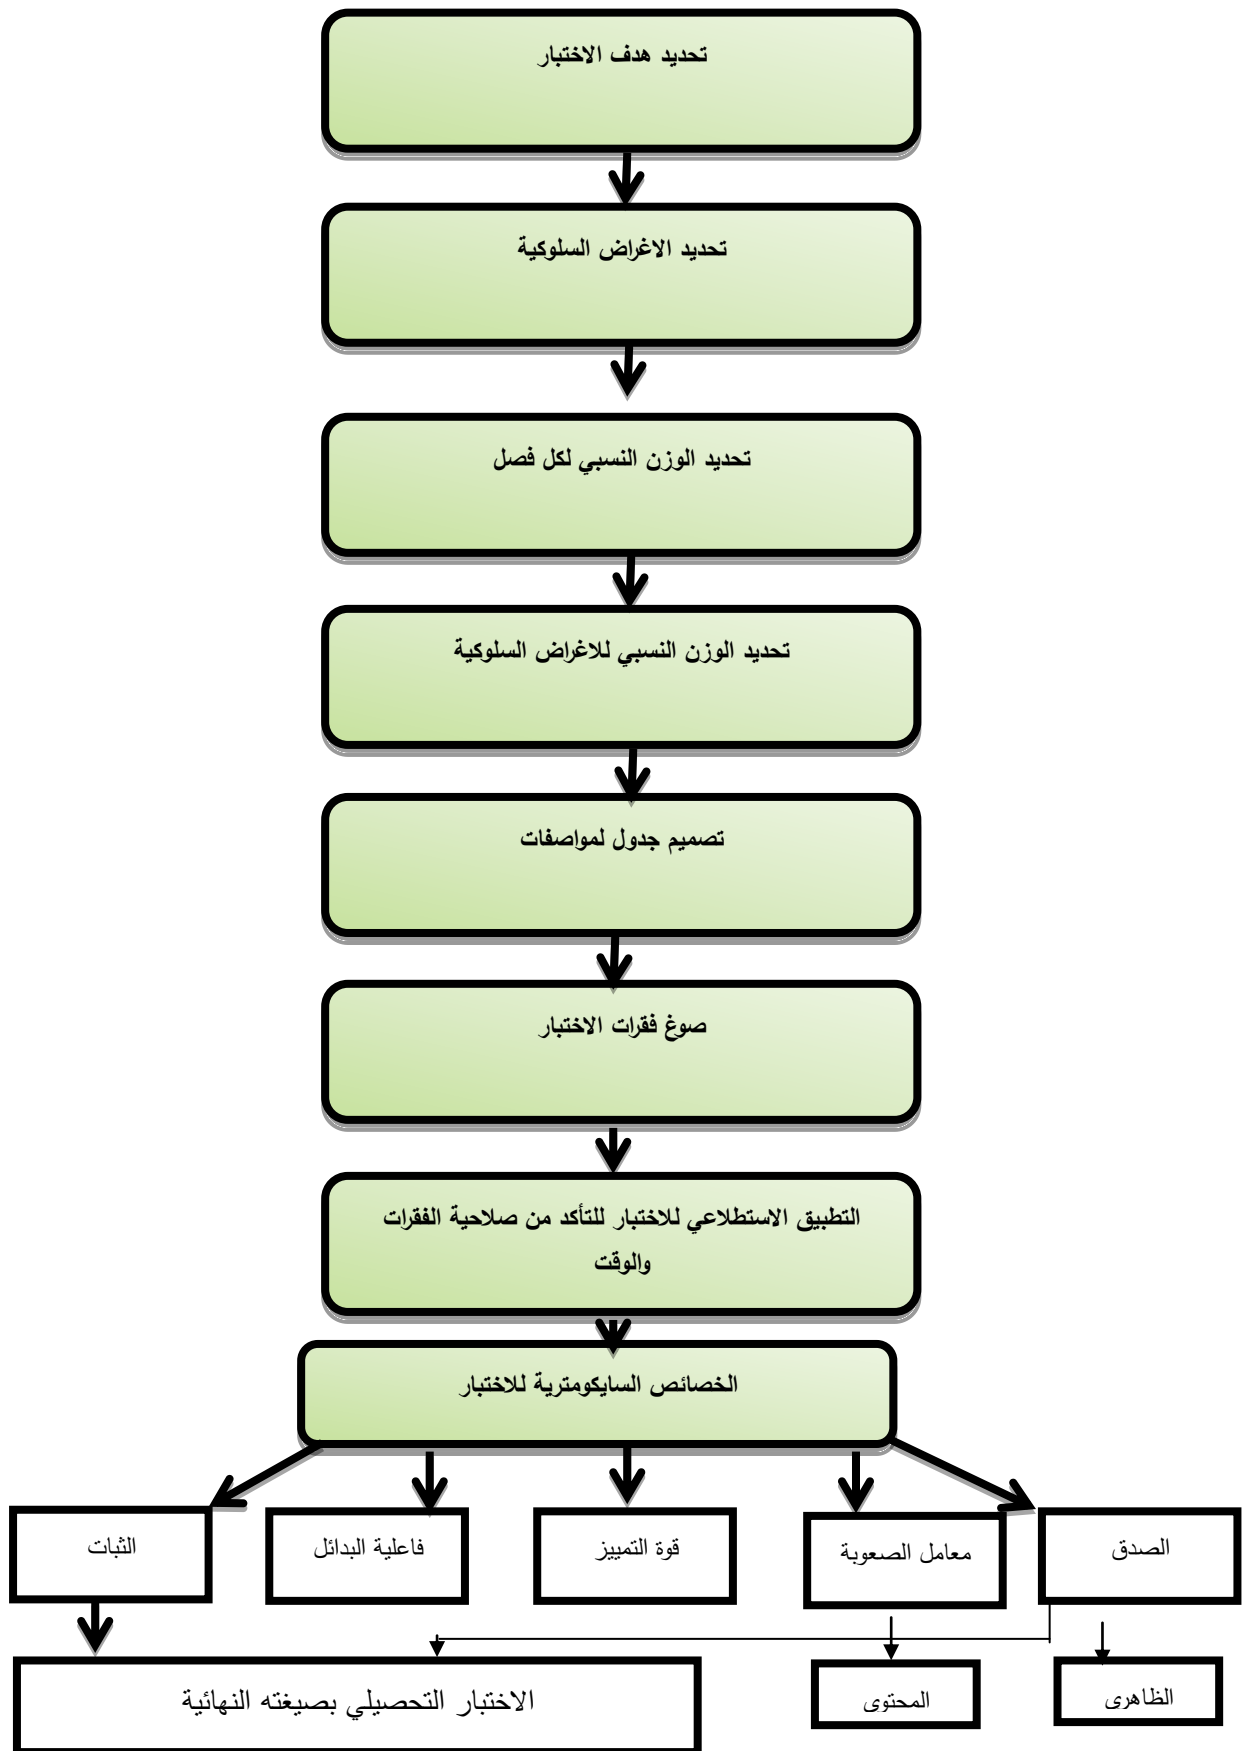 تحديد هدف الاختبار
تحديد الاغراض السلوكية
تحديد الوزن النسبي لكل فصل
تحديد الوزن النسبي للاغراض السلوكية
تصميم جدول لمواصفات
صوغ فقرات الاختبار
التطبيق الاستطلاعي للاختبار للتأكد من صلاحية الفقرات
والوقت
الخصائص السايكومترية للاختبار
الصدق
معامل الصعوبة
قوة التمييز
فاعلية البدائل
الثبات
الظاهري
المحتوى
الاختبار التحصيلي بصيغته النهائية